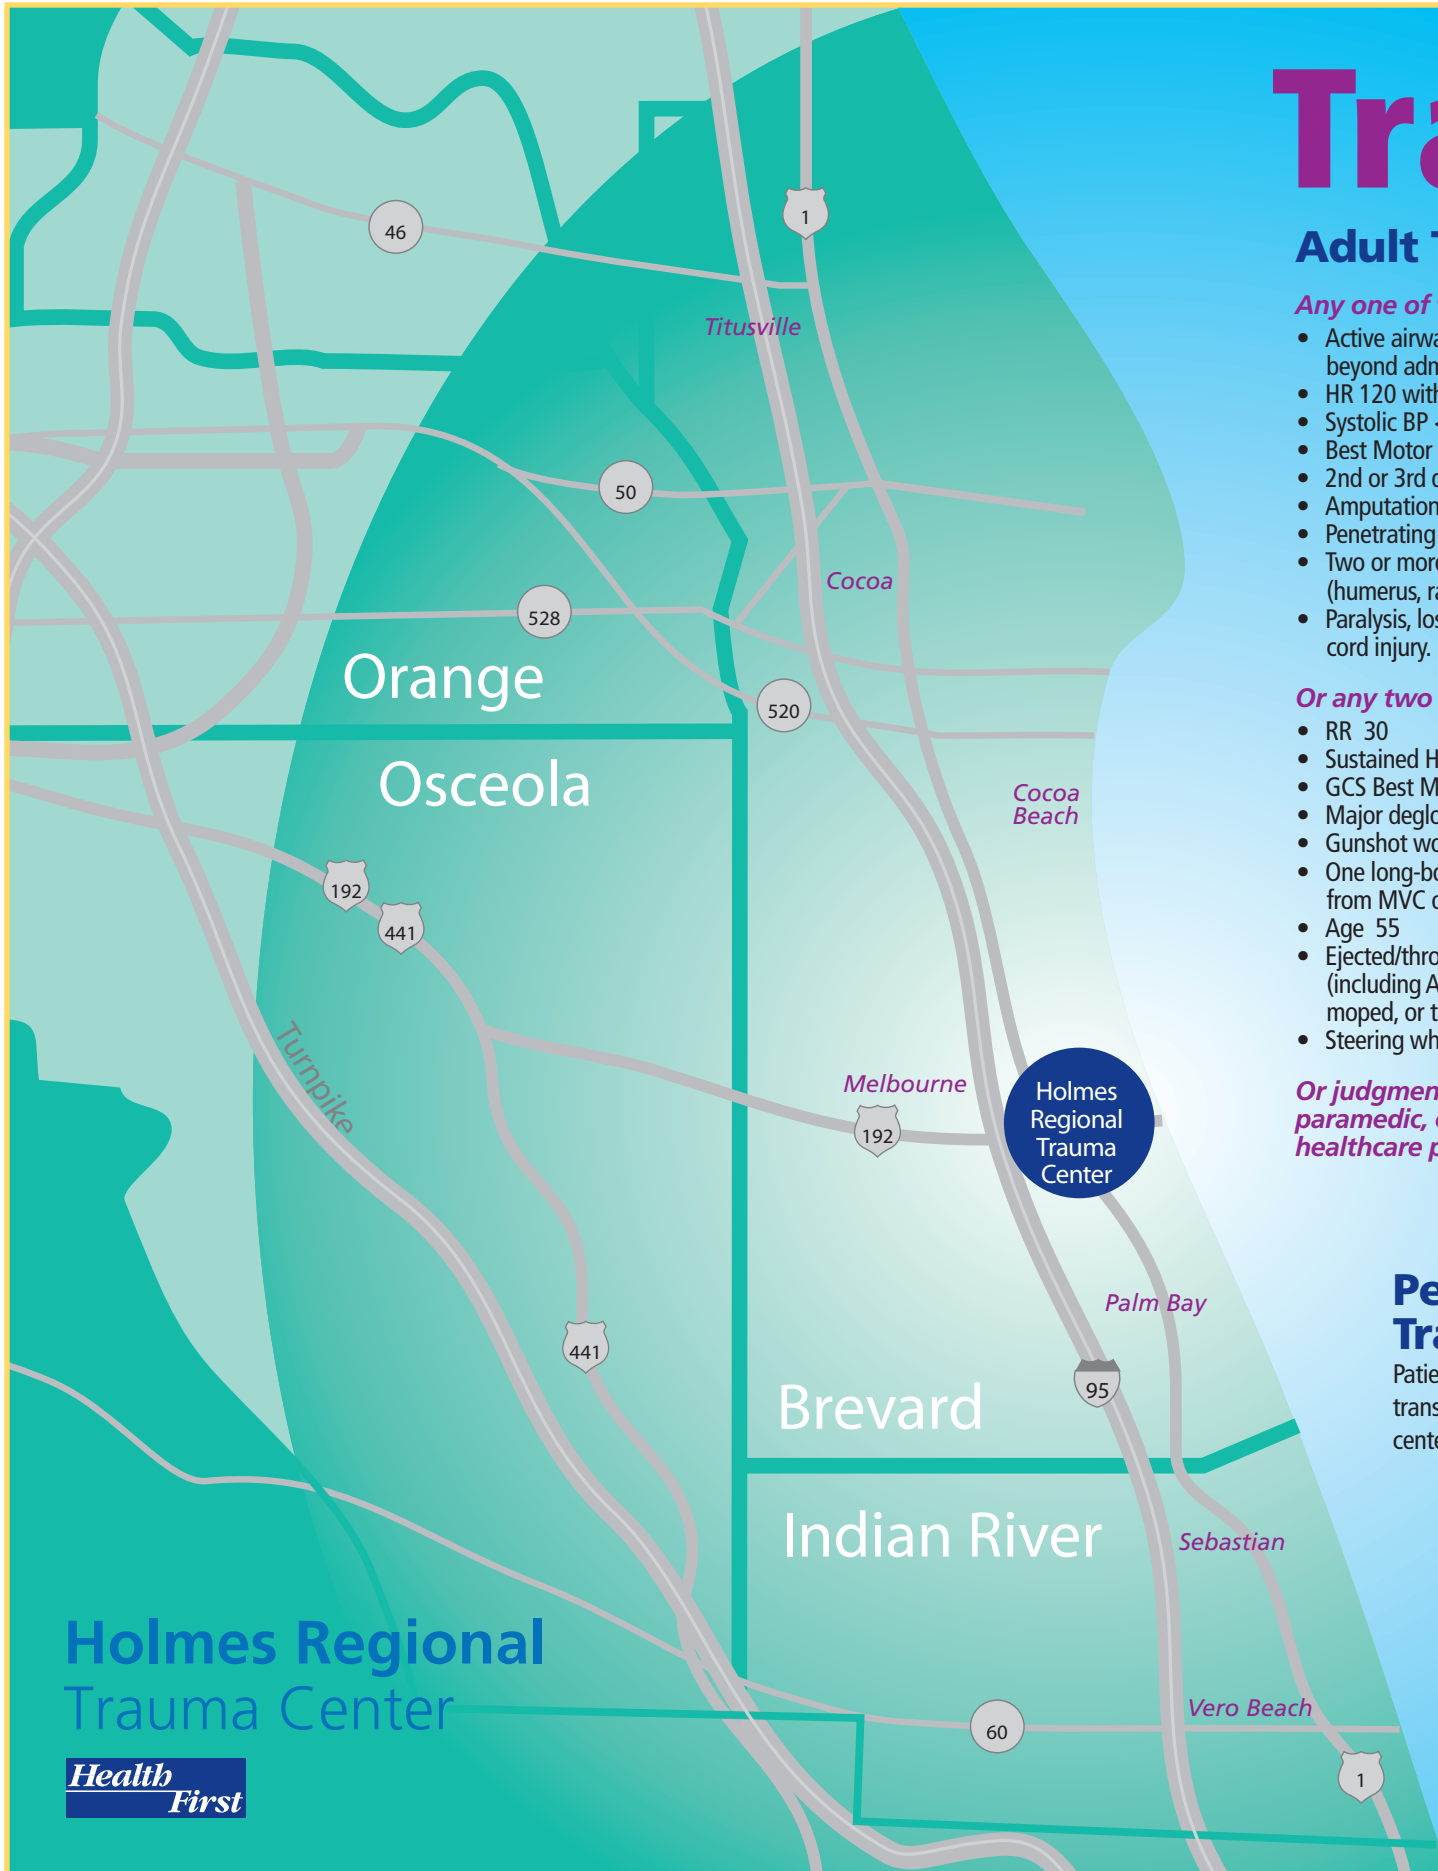 46
1
Titusville
50
Cocoa
528
Orange
520
Osceola
Cocoa
Beach
192
441
Turnpike
Melbourne
192
Holmes
Regional
Trauma
Center
Palm Bay
441
95
Brevard
Indian River
Sebastian
Holmes Regional
Trauma Center
Vero Beach
60
1
Health
First
Tra
Adult T
Any one of
• Active airwa
beyond adm
• HR 120 with
• Systolic BP <
• Best Motor
• 2nd or 3rd d
• Amputation
• Penetrating
• Two or more
(humerus, ra
• Paralysis, los
cord injury.
Or any two
• RR 30
• Sustained H
• GCS Best M
• Major deglo
• Gunshot wo
• One long-bo
from MVC o
• Age 55
• Ejected/thro
(including A
moped, or t
• Steering wh
Or judgmen
paramedic,
healthcare p
Pe
Tra
Patie
trans
cente